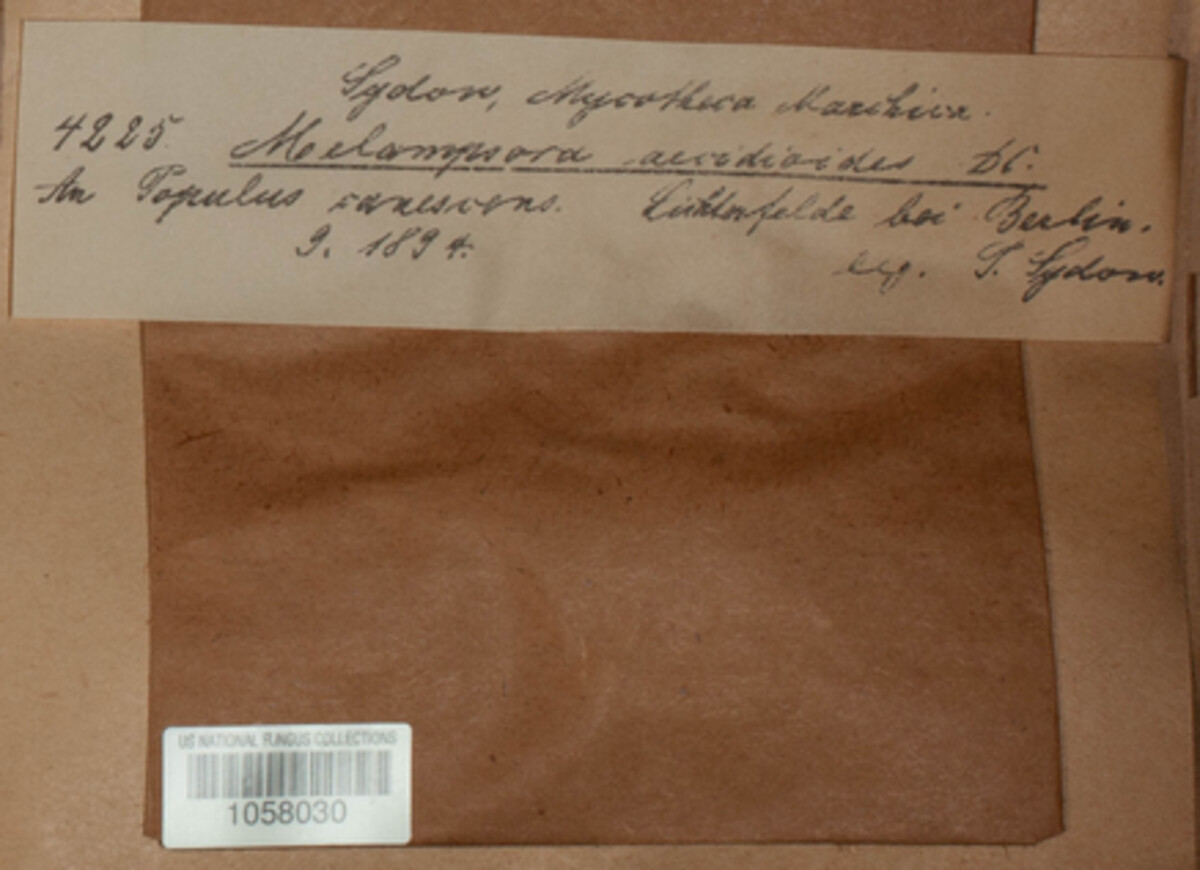 Sydow, Mycotheca Marchica.
4225. Melampsora aecidioides DC.
An Populus canescens. Lichterfelde bei Berlin.
9. 1894. leg. P. Sydow.
US NATIONAL FUNGUS COLLECTIONS
1058030